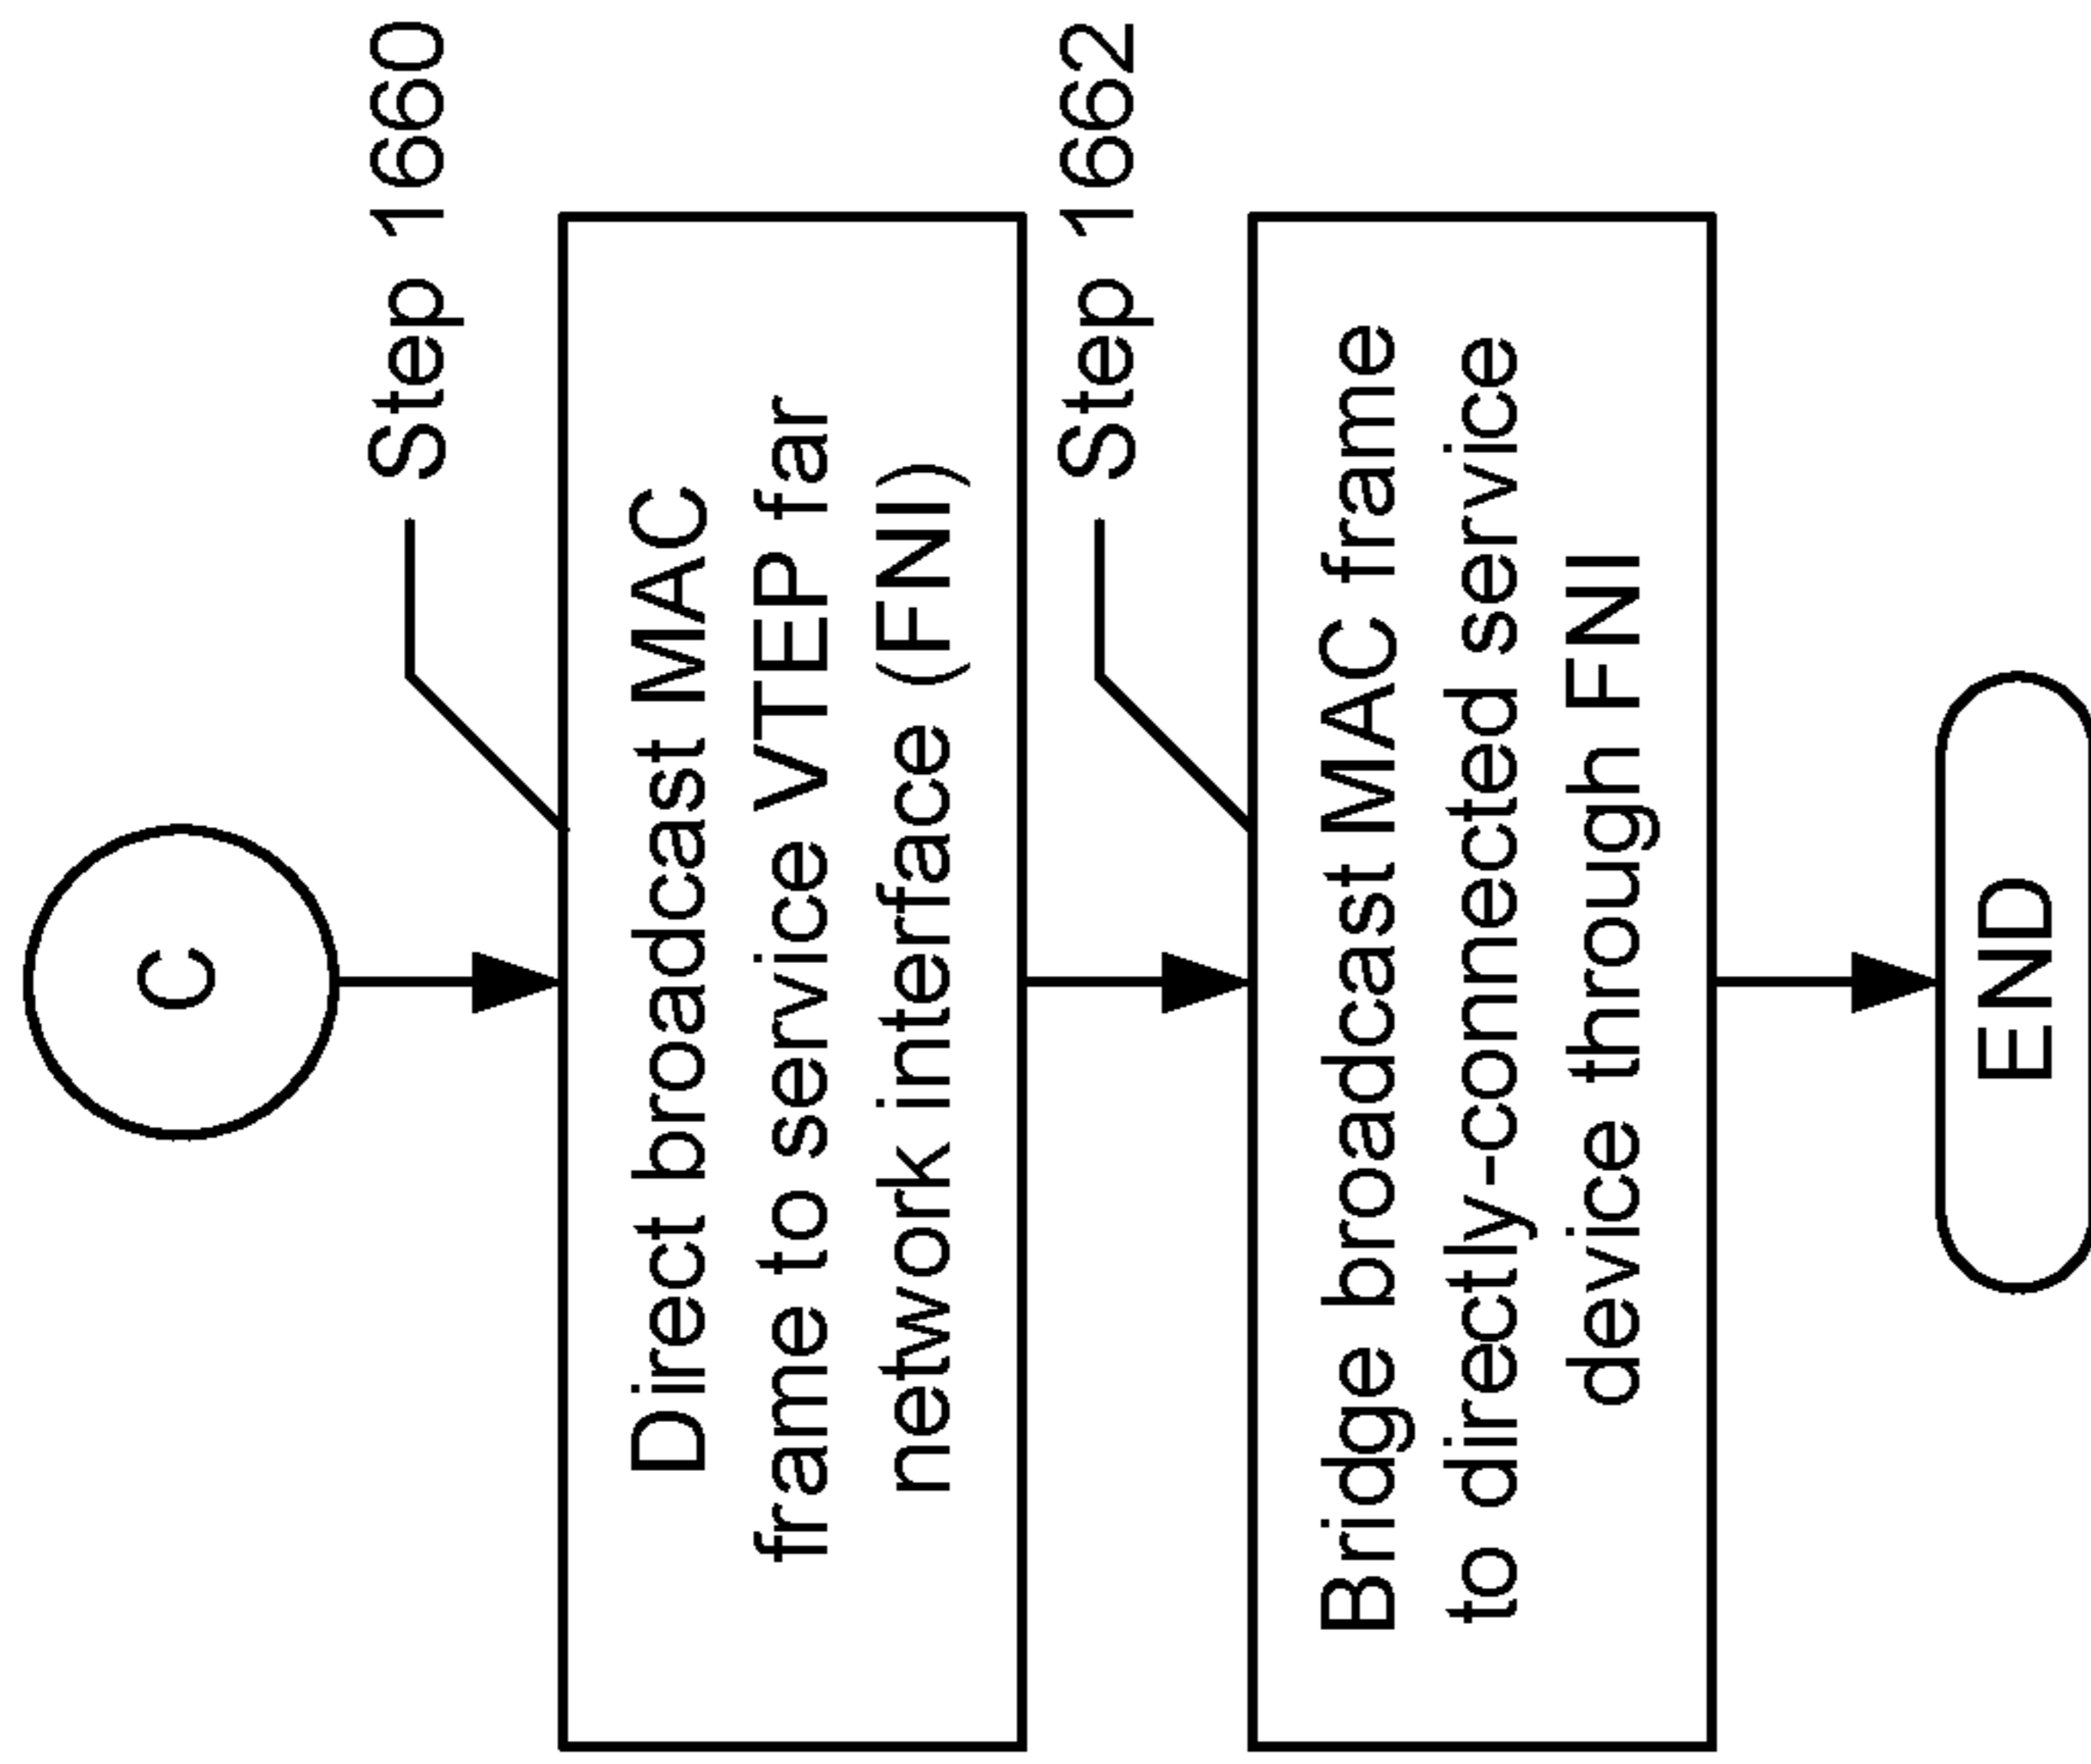 C
Step 1660
Direct broadcast MAC
frame to service VTEP far
network interface (FNI)
Step 1662
Bridge broadcast MAC frame
to directly-connected service
device through FNI
END